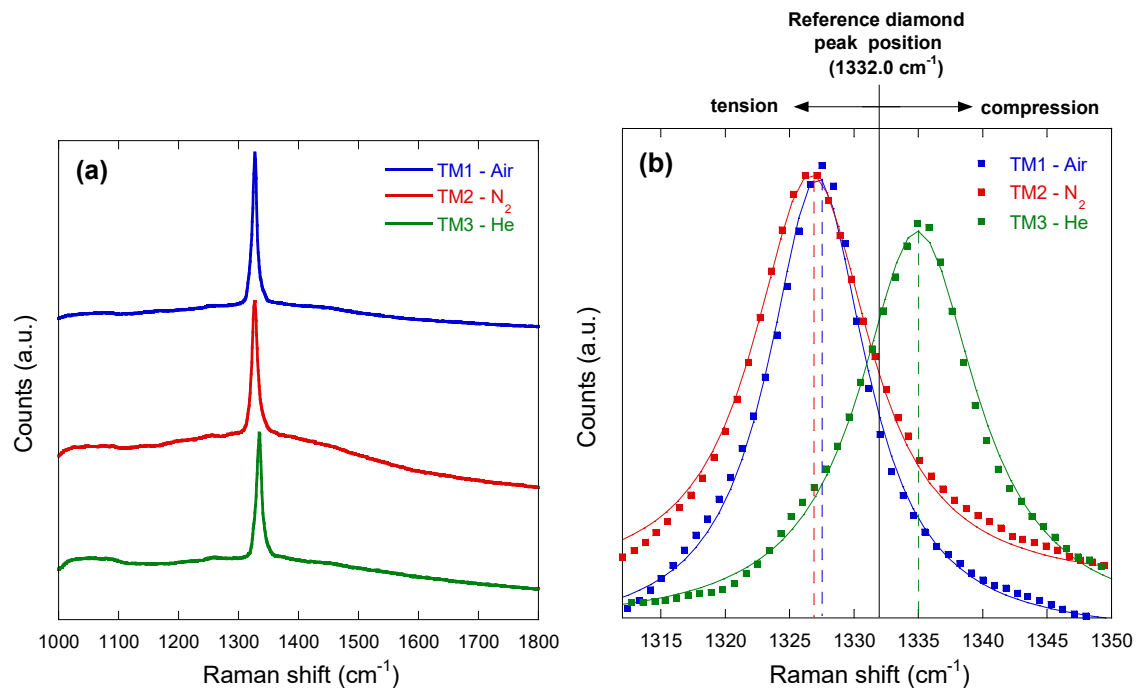 Reference diamond
peak position
(1332.0 cm⁻¹)
tension
compression
(a)
TM1 - Air
TM2 - N₂
TM3 - He
Counts (a.u.)
1000 1100 1200 1300 1400 1500 1600 1700 1800
Raman shift (cm⁻¹)
(b)
TM1 - Air
TM2 - N₂
TM3 - He
Counts (a.u.)
1315 1320 1325 1330 1335 1340 1345 1350
Raman shift (cm⁻¹)